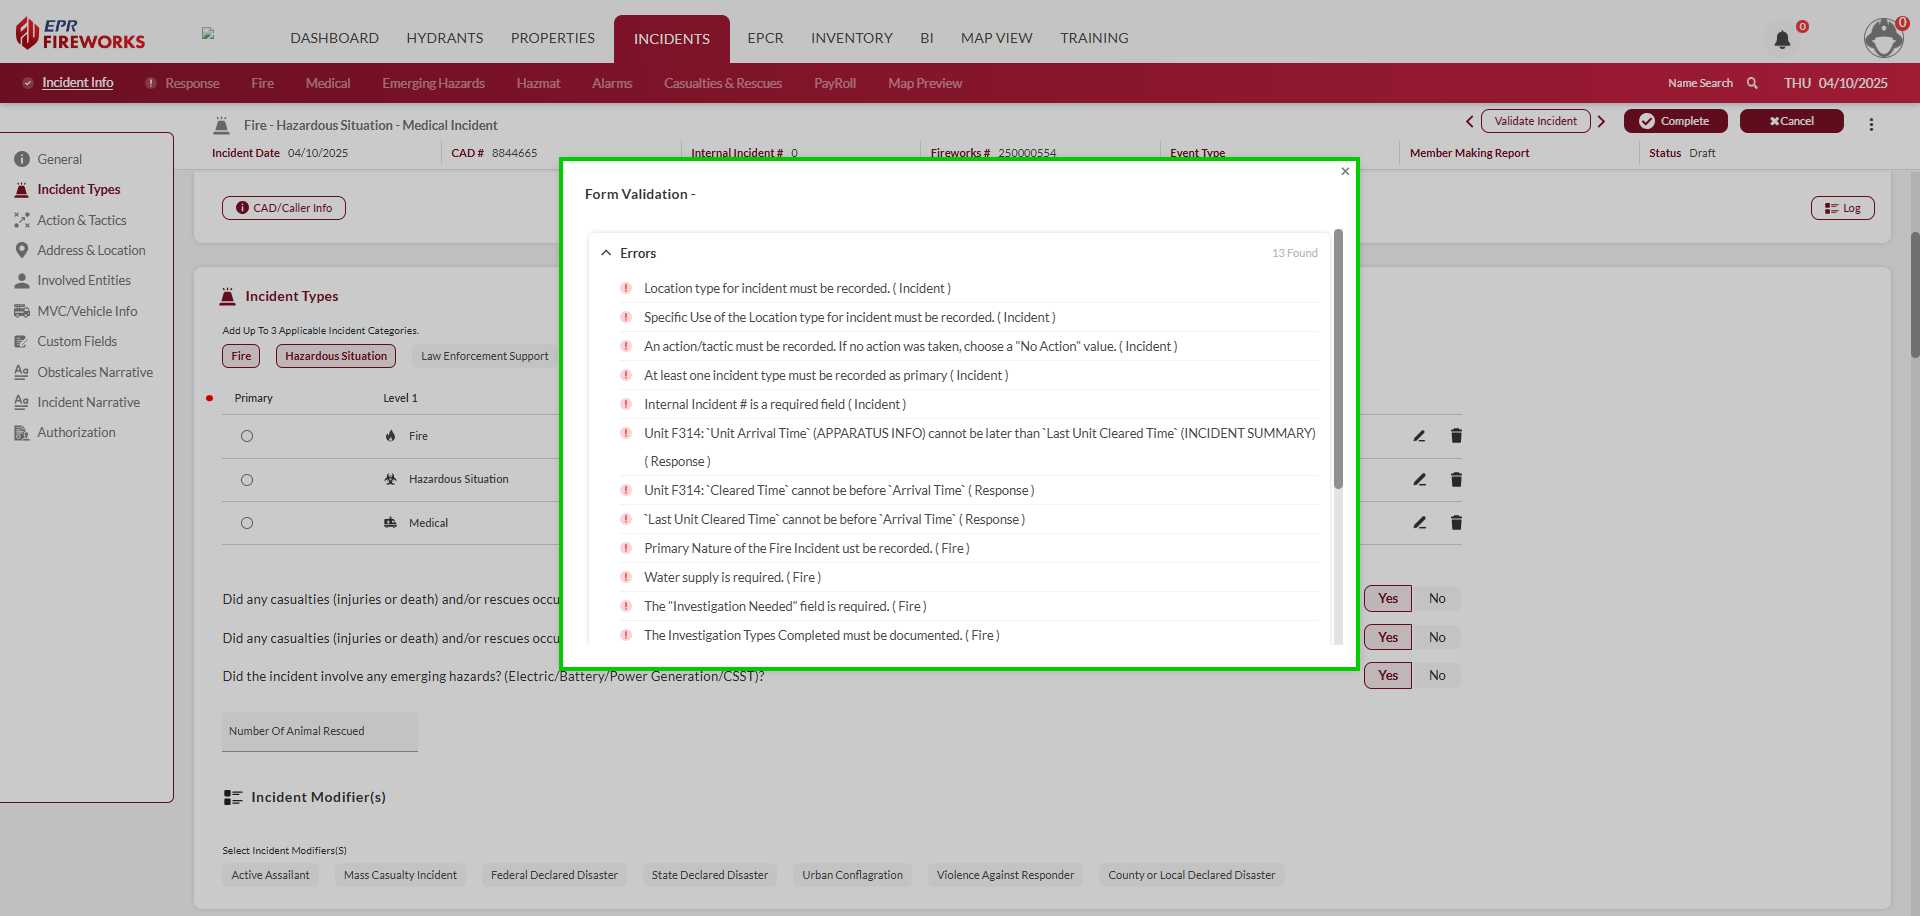 EPR
FIREWORKS
DASHBOARD
HYDRANTS
PROPERTIES
INCIDENTS
EPCR
INVENTORY
BI
MAP VIEW
TRAINING
0
0
Incident Info
Response
Fire
Medical
Emerging Hazards
Hazmat
Alarms
Casualties & Rescues
PayRoll
Map Preview
Name Search
THU 04/10/2025
General
Incident Types
Action & Tactics
Address & Location
Involved Entities
MVC/Vehicle Info
Custom Fields
Obsticales Narrative
Incident Narrative
Authorization
Fire - Hazardous Situation - Medical Incident
Validate Incident
Complete
Cancel
Incident Date 04/10/2025
CAD # 8844665
Internal Incident # 0
Fireworks # 250000554
Event Type
Member Making Report
Status Draft
CAD/Caller Info
Log
Incident Types
Add Up To 3 Applicable Incident Categories.
Fire
Hazardous Situation
Law Enforcement Support
Primary
Level 1
Fire
Hazardous Situation
Medical
Form Validation -
Errors
13 Found
Location type for incident must be recorded. ( Incident )
Specific Use of the Location type for incident must be recorded. ( Incident )
An action/tactic must be recorded. If no action was taken, choose a "No Action" value. ( Incident )
At least one incident type must be recorded as primary ( Incident )
Internal Incident # is a required field ( Incident )
Unit F314: `Unit Arrival Time` (APPARATUS INFO) cannot be later than `Last Unit Cleared Time` (INCIDENT SUMMARY)
( Response )
Unit F314: `Cleared Time` cannot be before `Arrival Time` ( Response )
`Last Unit Cleared Time` cannot be before `Arrival Time` ( Response )
Primary Nature of the Fire Incident ust be recorded. ( Fire )
Water supply is required. ( Fire )
The "Investigation Needed" field is required. ( Fire )
The Investigation Types Completed must be documented. ( Fire )
Did any casualties (injuries or death) and/or rescues occu
Yes No
Did any casualties (injuries or death) and/or rescues occu
Yes No
Did the incident involve any emerging hazards? (Electric/Battery/Power Generation/CSST)?
Yes No
Number Of Animal Rescued
Incident Modifier(s)
Select Incident Modifiers(S)
Active Assailant
Mass Casualty Incident
Federal Declared Disaster
State Declared Disaster
Urban Conflagration
Violence Against Responder
County or Local Declared Disaster